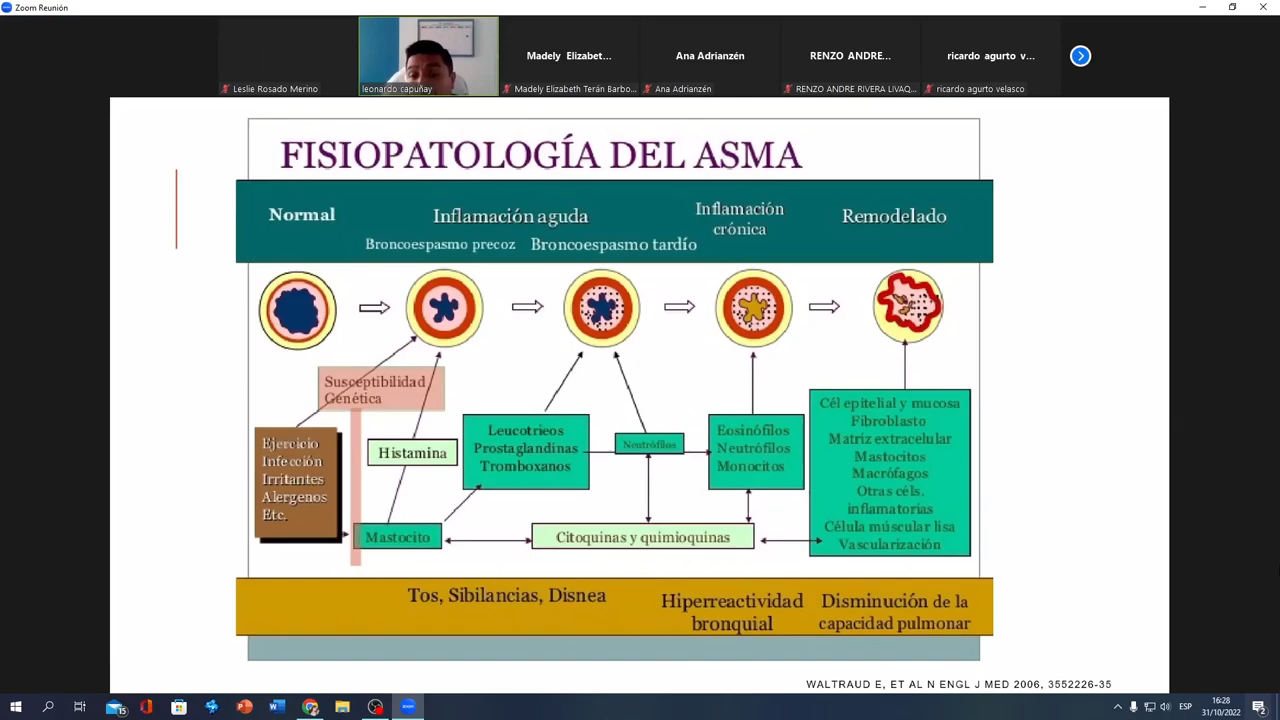 Zoom Reunión
Leslie Rosado Merino
leonardo capuñay
Madely Elizabet...
Madely Elizabeth Terán Barbo...
Ana Adrianzén
Ana Adrianzén
RENZO ANDRE...
RENZO ANDRE RIVERA LIVAQ...
ricardo agurto v...
ricardo agurto velasco
FISIOPATOLOGÍA DEL ASMA
Normal
Inflamación aguda
Broncoespasmo precoz
Broncoespasmo tardío
Inflamación
crónica
Remodelado
Susceptibilidad
Genética
Ejercicio
Infección
Irritantes
Alergenos
Etc.
Histamina
Mastocito
Leucotrieos
Prostaglandinas
Tromboxanos
Neutrófilos
Citoquinas y quimioquinas
Eosinófilos
Neutrófilos
Monocitos
Cél epitelial y mucosa
Fibroblasto
Matriz extracelular
Mastocitos
Macrófagos
Otras céls.
inflamatorias
Célula múscular lisa
Vascularización
Tos, Sibilancias, Disnea
Hiperreactividad
bronquial
Disminución de la
capacidad pulmonar
WALTRAUD E, ET AL N ENGL J MED 2006, 3552226-35
15
ESP
16:28
31/10/2022
2